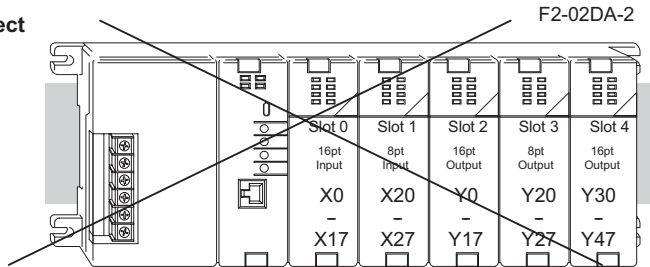 ect
F2-02DA-2
Slot 0 Slot 1 Slot 2 Slot 3 Slot 4
16pt 8pt 16pt 8pt 16pt
Input Input Output Output Output
X0 X20 Y0 Y20 Y30
– – – – –
X17 X27 Y17 Y27 Y47